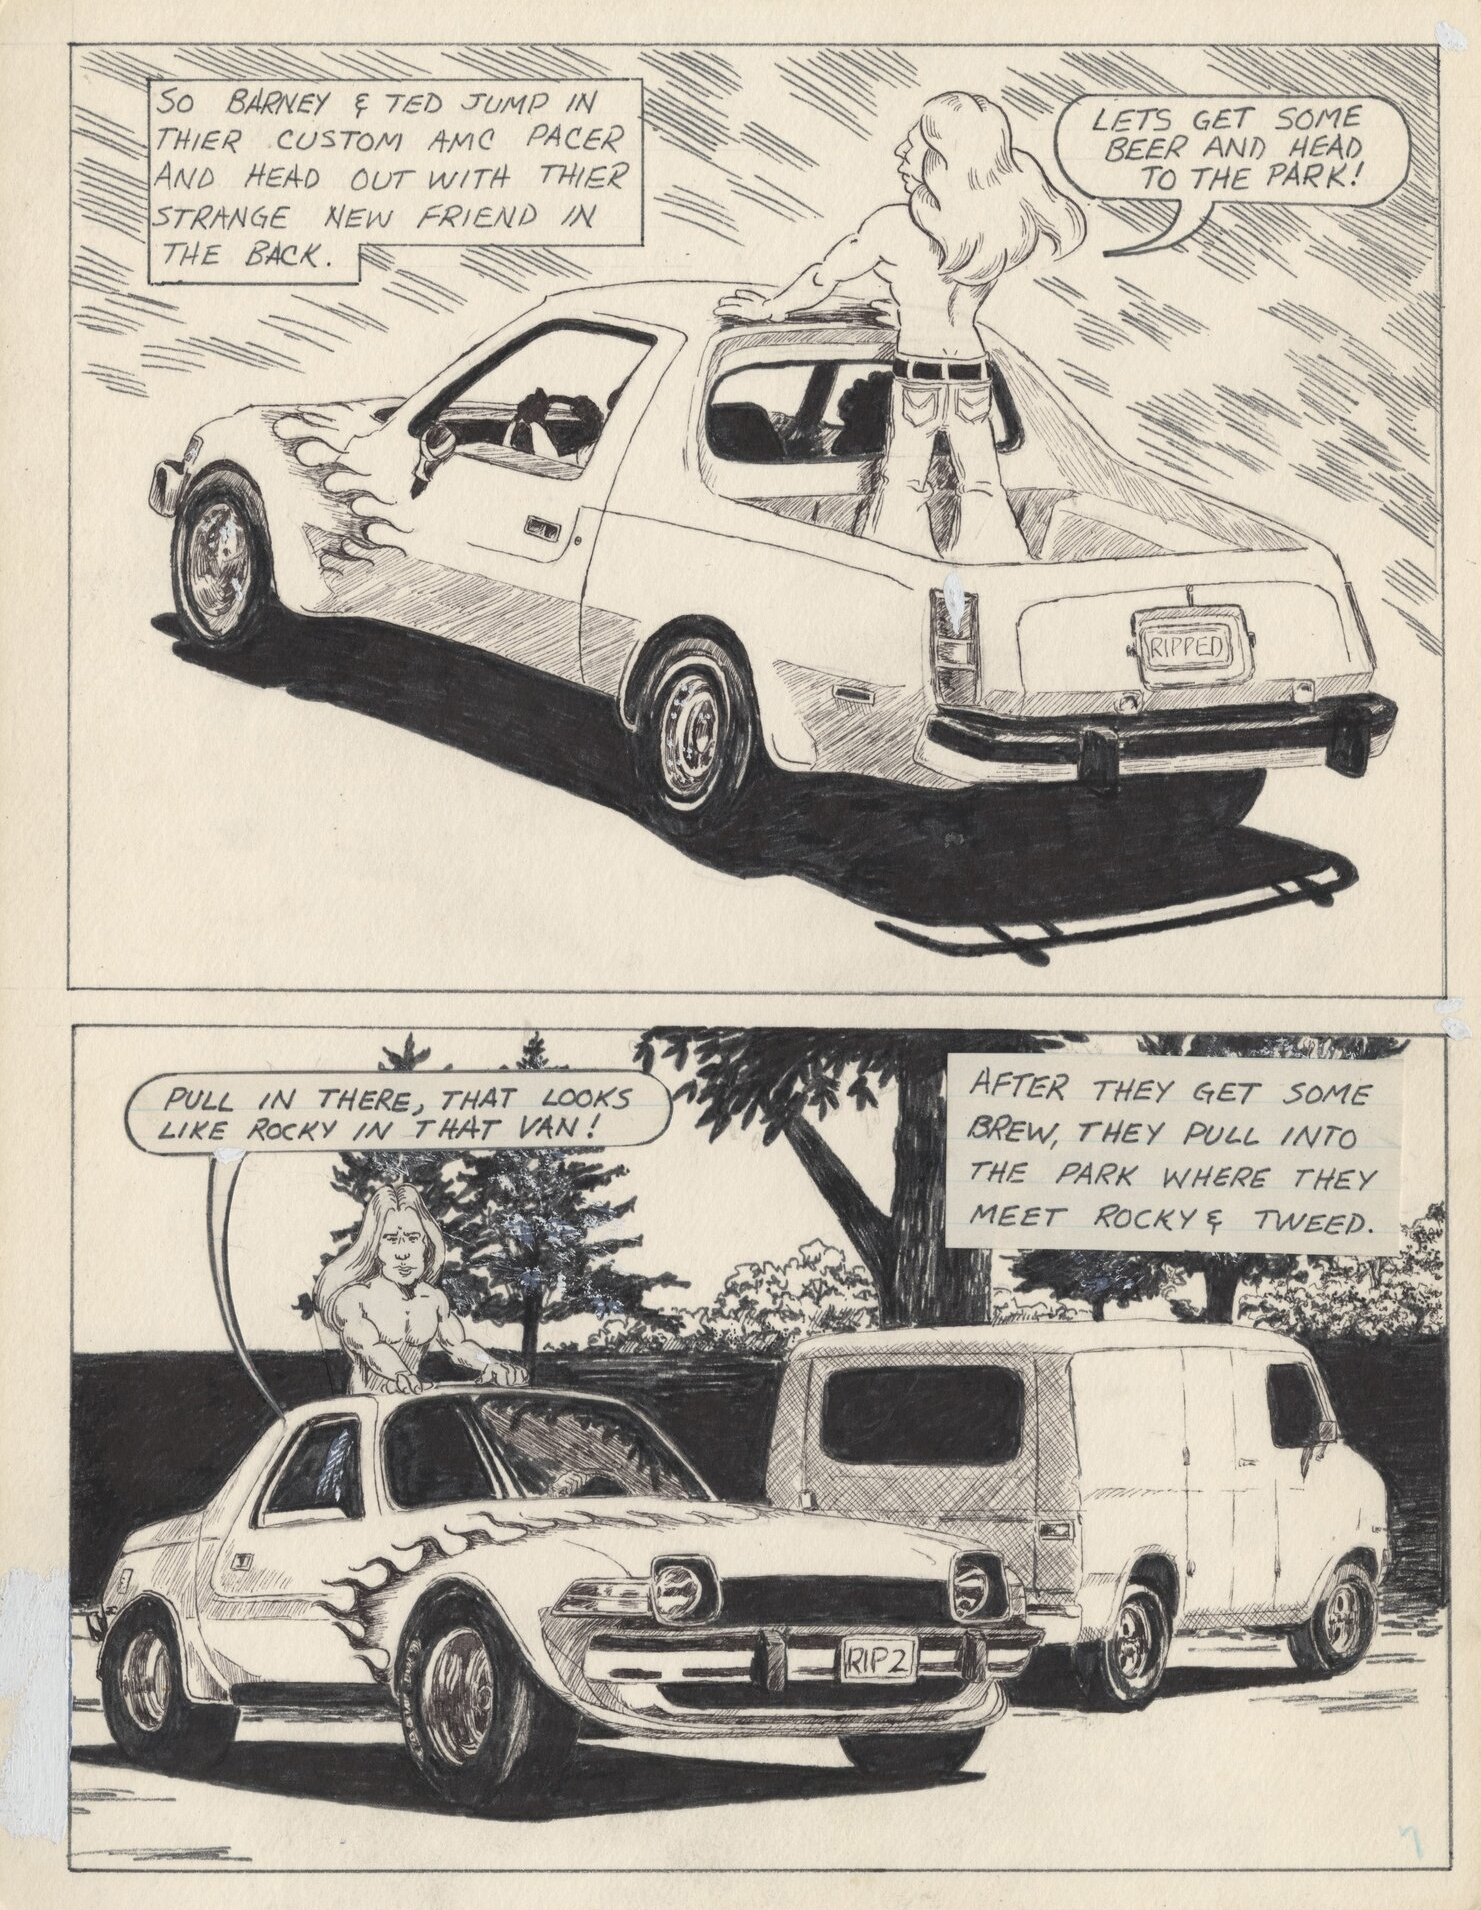 SO BARNEY & TED JUMP IN
THIER CUSTOM AMC PACER
AND HEAD OUT WITH THIER
STRANGE NEW FRIEND IN
THE BACK.
LETS GET SOME
BEER AND HEAD
TO THE PARK!
RIPPED
PULL IN THERE, THAT LOOKS
LIKE ROCKY IN THAT VAN!
AFTER THEY GET SOME
BREW, THEY PULL INTO
THE PARK WHERE THEY
MEET ROCKY & TWEED.
RIP2
7